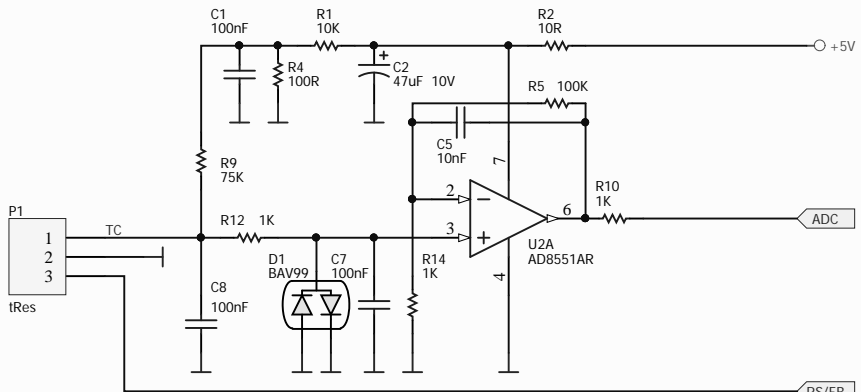 C1
100nF
R1
10K
R2
10R
+5V
R4
100R
+
C2
47uF 10V
R5 100K
C5
10nF
7
R9
75K
P1
1
2
3
TC
tRes
R12 1K
2
3
6
4
R10
1K
ADC
U2A
AD8551AR
D1
BAV99
C7
100nF
R14
1K
C8
100nF